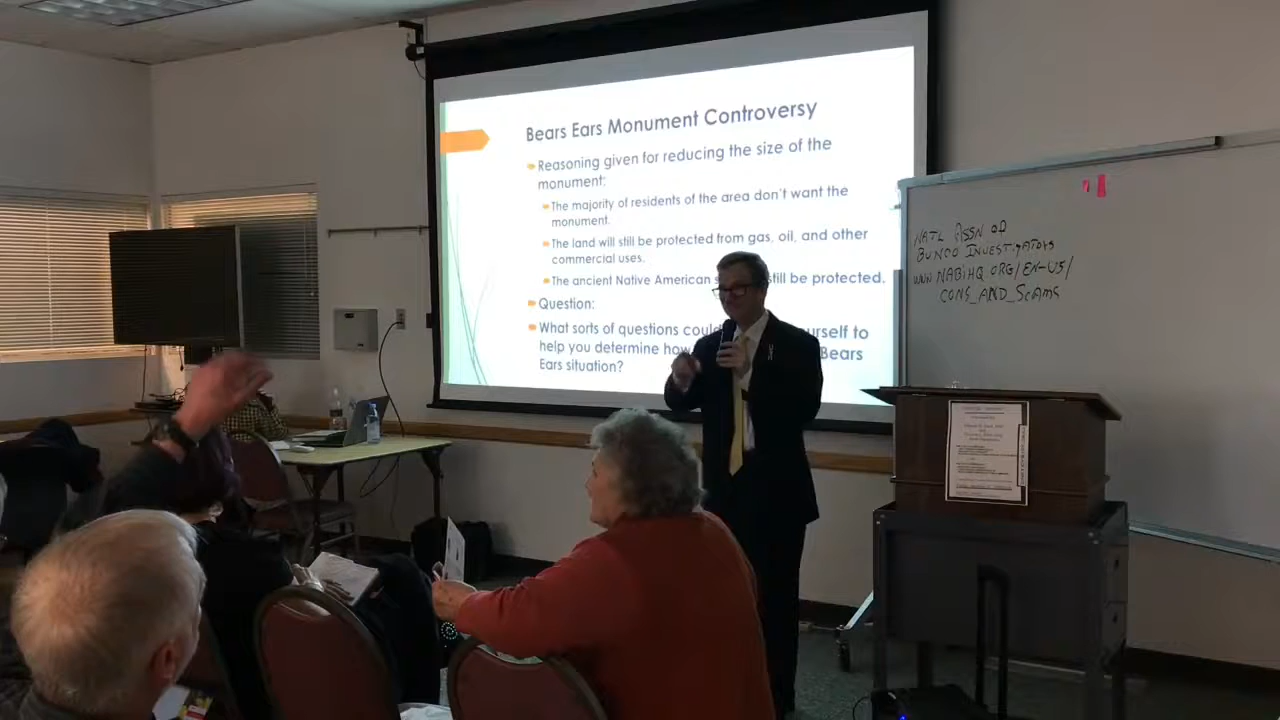 Bears Ears Monument Controversy
Reasoning given for reducing the size of the
monument:
The majority of residents of the area don't want the
monument.
The land will still be protected from gas, oil, and other
commercial uses.
The ancient Native American still be protected.
Question:
What sorts of questions could yourself to
help you determine how Bears
Ears situation?
NATL ASSN OF
BUNCO INVESTIGATORS
WWW.NABIHQ.ORG/EN-US/
CONS_AND_SCAMS